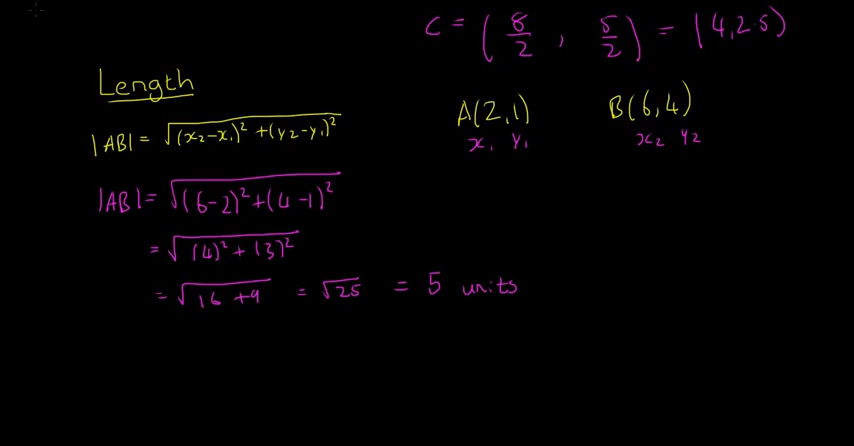 C = ( 8/2 , 5/2 ) = (4,2.5)
Length
A(2,1) B(6,4)
|AB| = √(x₂-x₁)² + (y₂-y₁)²
x₁ y₁ x₂ y₂
|AB| = √(6-2)² + (4-1)²
= √(4)² + (3)²
= √16 + 9 = √25 = 5 units